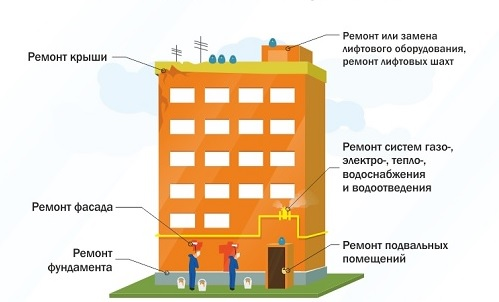 Ремонт крыши
Ремонт фасада
Ремонт
фундамента
Ремонт или замена
лифтового оборудования,
ремонт лифтовых шахт
Ремонт систем газо-,
электро-, тепло-,
водоснабжения
и водоотведения
Ремонт подвальных
помещений